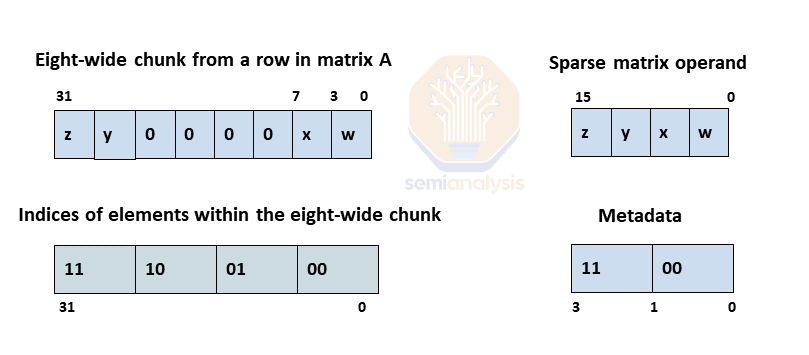 Eight-wide chunk from a row in matrix A
31 7 3 0
z y 0 0 0 0 x w
Sparse matrix operand
15 0
z y x w
semianalysis
Indices of elements within the eight-wide chunk
11 10 01 00
31 0
Metadata
11 00
3 1 0